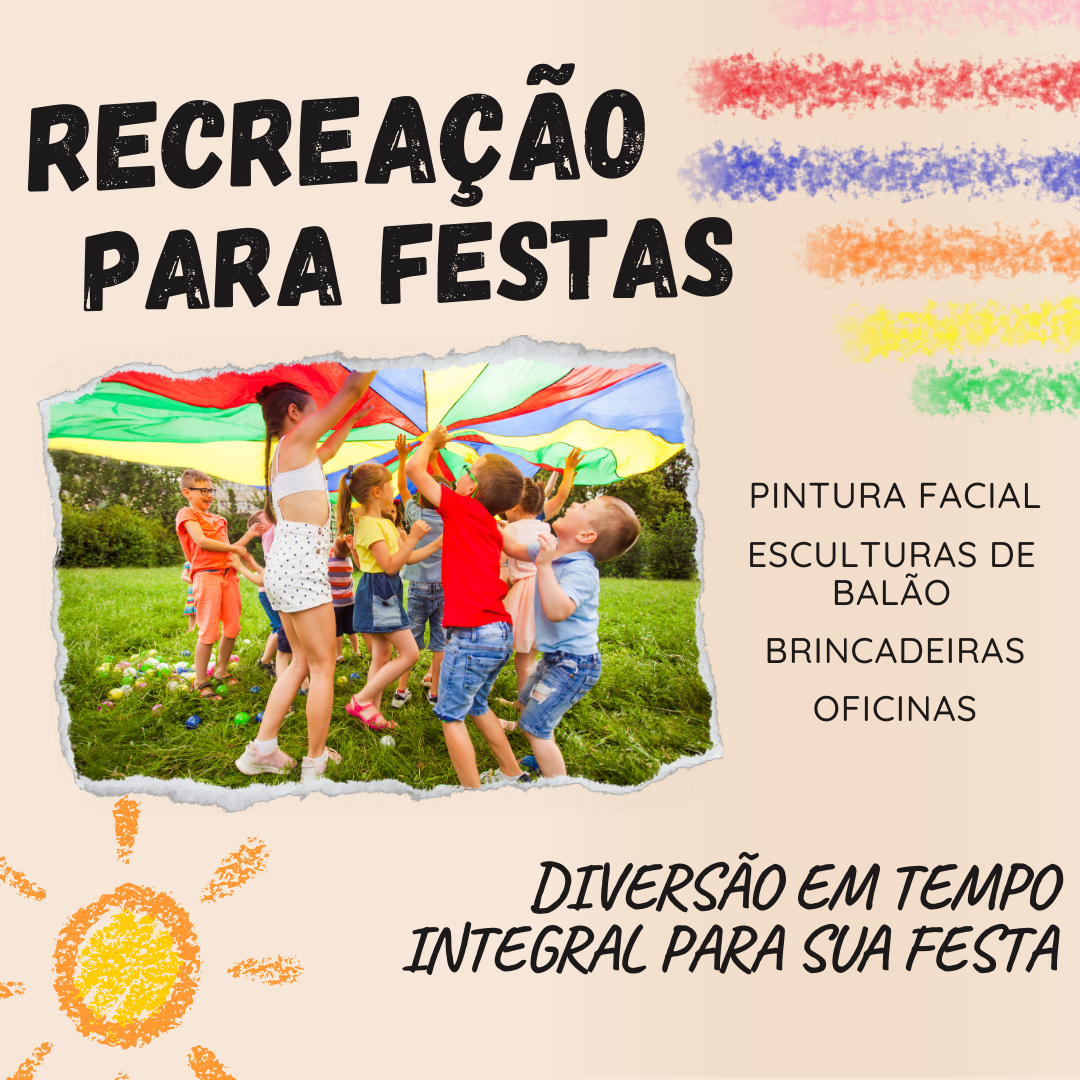 RECREAÇÃO
PARA FESTAS
PINTURA FACIAL
ESCULTURAS DE
BALÃO
BRINCADEIRAS
OFICINAS
DIVERSÃO EM TEMPO
INTEGRAL PARA SUA FESTA